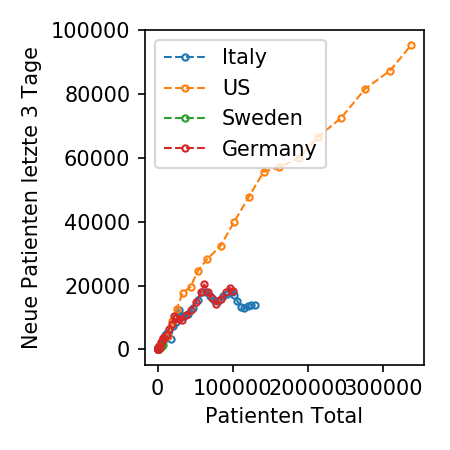 100000
80000
60000
40000
20000
0
Neue Patienten letzte 3 Tage
Italy
US
Sweden
Germany
0
100000
200000
300000
Patienten Total